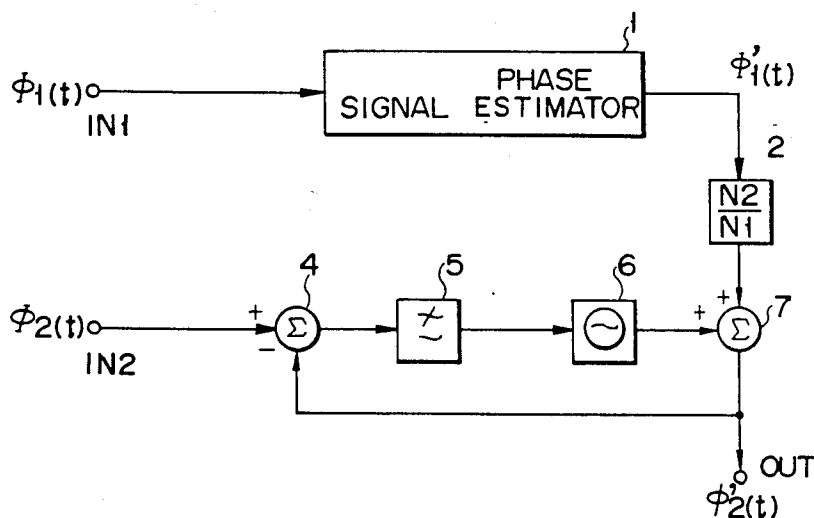 1
Φ1(t) IN1
SIGNAL PHASE ESTIMATOR
Φ'1(t)
2
N2
N1
4
5
6
7
Φ2(t) IN2
+
−
Σ
~
~
+
+
Σ
OUT
Φ'2(t)